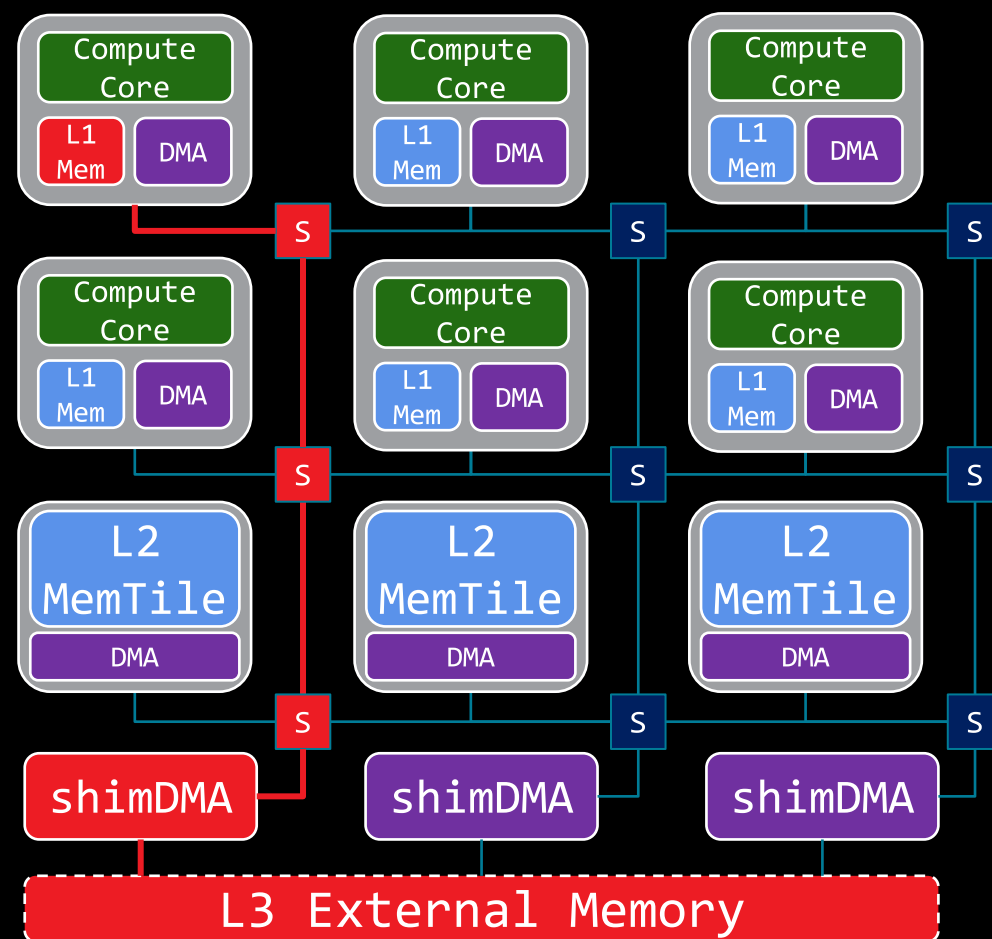 Compute
Core
L1
Mem
DMA
Compute
Core
L1
Mem
DMA
Compute
Core
L1
Mem
DMA
S
S
S
Compute
Core
L1
Mem
DMA
Compute
Core
L1
Mem
DMA
Compute
Core
L1
Mem
DMA
S
S
S
L2
MemTile
DMA
L2
MemTile
DMA
L2
MemTile
DMA
S
S
S
shimDMA
shimDMA
shimDMA
L3 External Memory